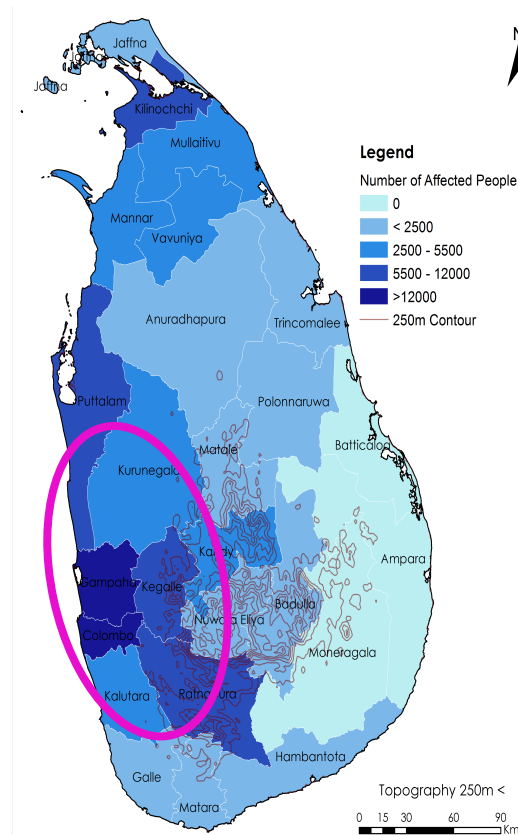 N
Jaffna
Jaffna
Jaffna
Kilinochchi
Mullaitivu
Mannar
Vavuniya
Legend
Number of Affected People
0
< 2500
2500 - 5500
5500 - 12000
>12000
250m Contour
Anuradhapura
Trincomalee
Puttalam
Polonnaruwa
Matale
Batticaloa
Kurunegala
Kandy
Ampara
Gampaha
Kegalle
Badulla
Nuwara Eliya
Colombo
Moneragala
Kalutara
Ratnapura
Hambantota
Galle
Matara
Topography 250m <
0 15 30 60 90
Km